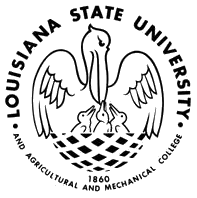 LOUISIANA STATE UNIVERSITY
AND AGRICULTURAL AND MECHANICAL COLLEGE
1860